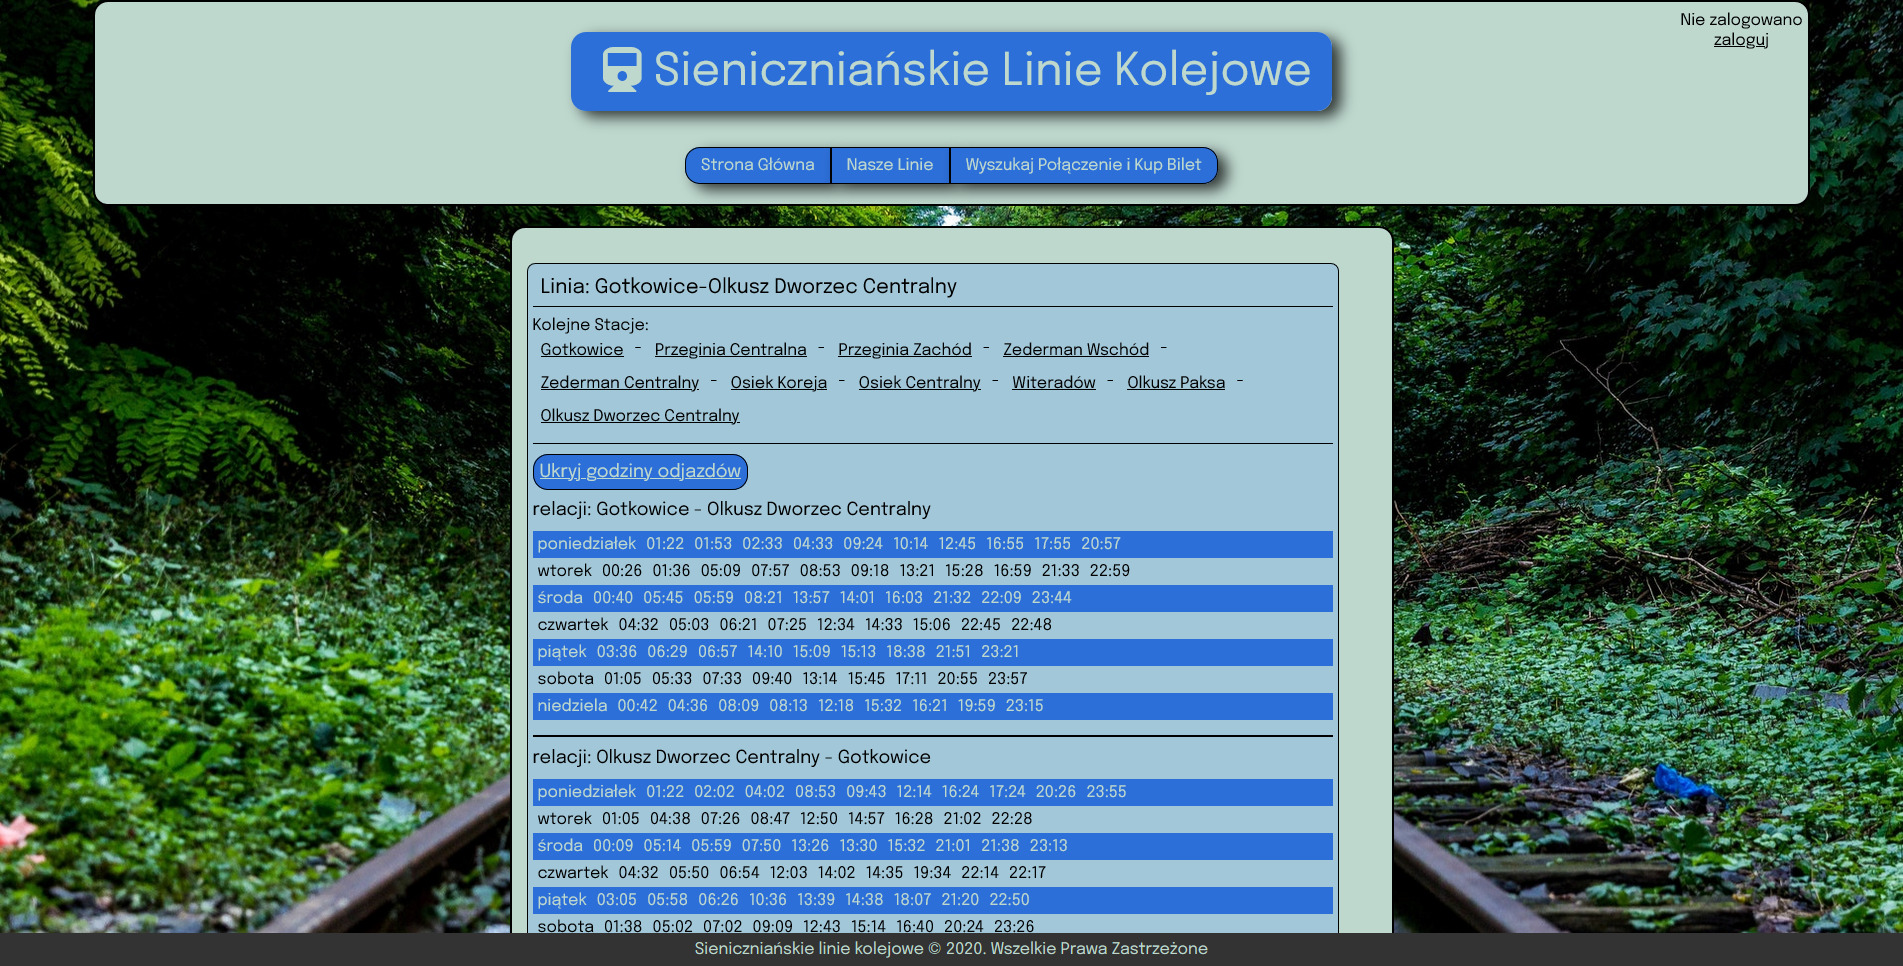 Nie zalogowano
zaloguj
Sieniczniańskie Linie Kolejowe
Strona Główna Nasze Linie Wyszukaj Połączenie i Kup Bilet
Linia: Gotkowice-Olkusz Dworzec Centralny
Kolejne Stacje:
Gotkowice - Przeginia Centralna - Przeginia Zachód - Zederman Wschód -
Zederman Centralny - Osiek Koreja - Osiek Centralny - Witeradów - Olkusz Paksa -
Olkusz Dworzec Centralny
Ukryj godziny odjazdów
relacji: Gotkowice - Olkusz Dworzec Centralny
poniedziałek 01:22 01:53 02:33 04:33 09:24 10:14 12:45 16:55 17:55 20:57
wtorek 00:26 01:36 05:09 07:57 08:53 09:18 13:21 15:28 16:59 21:33 22:59
środa 00:40 05:45 05:59 08:21 13:57 14:01 16:03 21:32 22:09 23:44
czwartek 04:32 05:03 06:21 07:25 12:34 14:33 15:06 22:45 22:48
piątek 03:36 06:29 06:57 14:10 15:09 15:13 18:38 21:51 23:21
sobota 01:05 05:33 07:33 09:40 13:14 15:45 17:11 20:55 23:57
niedziela 00:42 04:36 08:09 08:13 12:18 15:32 16:21 19:59 23:15
relacji: Olkusz Dworzec Centralny - Gotkowice
poniedziałek 01:22 02:02 04:02 08:53 09:43 12:14 16:24 17:24 20:26 23:55
wtorek 01:05 04:38 07:26 08:47 12:50 14:57 16:28 21:02 22:28
środa 00:09 05:14 05:59 07:50 13:26 13:30 15:32 21:01 21:38 23:13
czwartek 04:32 05:50 06:54 12:03 14:02 14:35 19:34 22:14 22:17
piątek 03:05 05:58 06:26 10:36 13:39 14:38 18:07 21:20 22:50
sobota 01:38 05:02 07:02 09:09 12:43 15:14 16:40 20:24 23:26
Sieniczniańskie linie kolejowe © 2020. Wszelkie Prawa Zastrzeżone